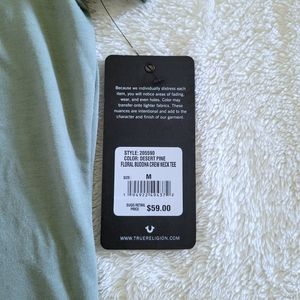 Because we individually distress each
item, you will notice areas of fading,
wear, and even holes. Color may
transfer onto lighter fabrics. These
nuances are intentional and add to the
character and finish of our garment.
STYLE: 205590
COLOR: DESERT PINE
FLORAL BUDDHA CREW NECK TEE
SIZE: M
SUGG RETAIL
PRICE $59.00
WWW.TRUERELIGION.COM